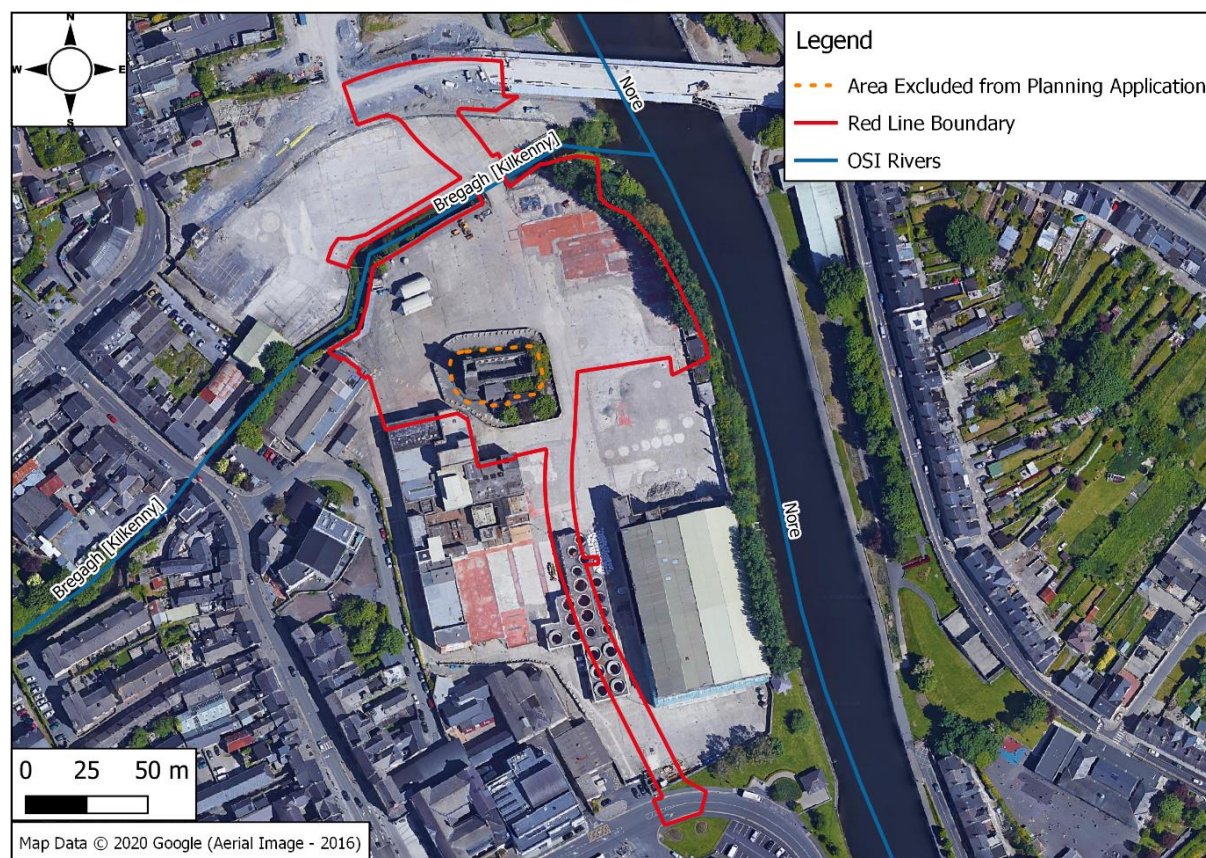 N
W
E
S
Legend
Area Excluded from Planning Application
Red Line Boundary
OSI Rivers
Nore
Bregagh [Kilkenny]
Nore
Bregagh [Kilkenny]
0 25 50 m
Map Data © 2020 Google (Aerial Image - 2016)